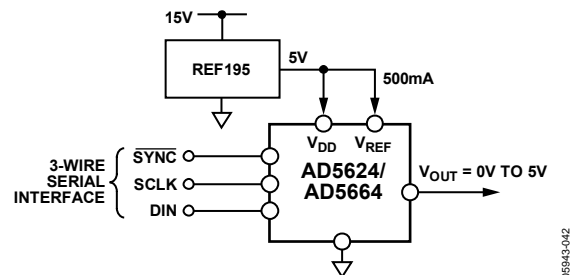 15V
REF195
5V
500mA
V_DD V_REF
AD5624/
AD5664
3-WIRE
SERIAL
INTERFACE
SYNC
SCLK
DIN
V_OUT = 0V TO 5V
05943-042